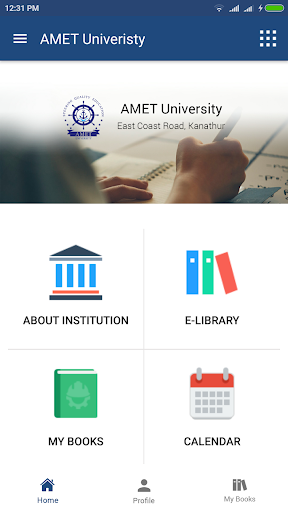 12:31 PM
AMET Univeristy
AMET
AMET Univerisity
East Coast Road, Kanathur
ABOUT INSTITUTION
E-LIBRARY
MY BOOKS
CALENDAR
Home
Profile
My Books